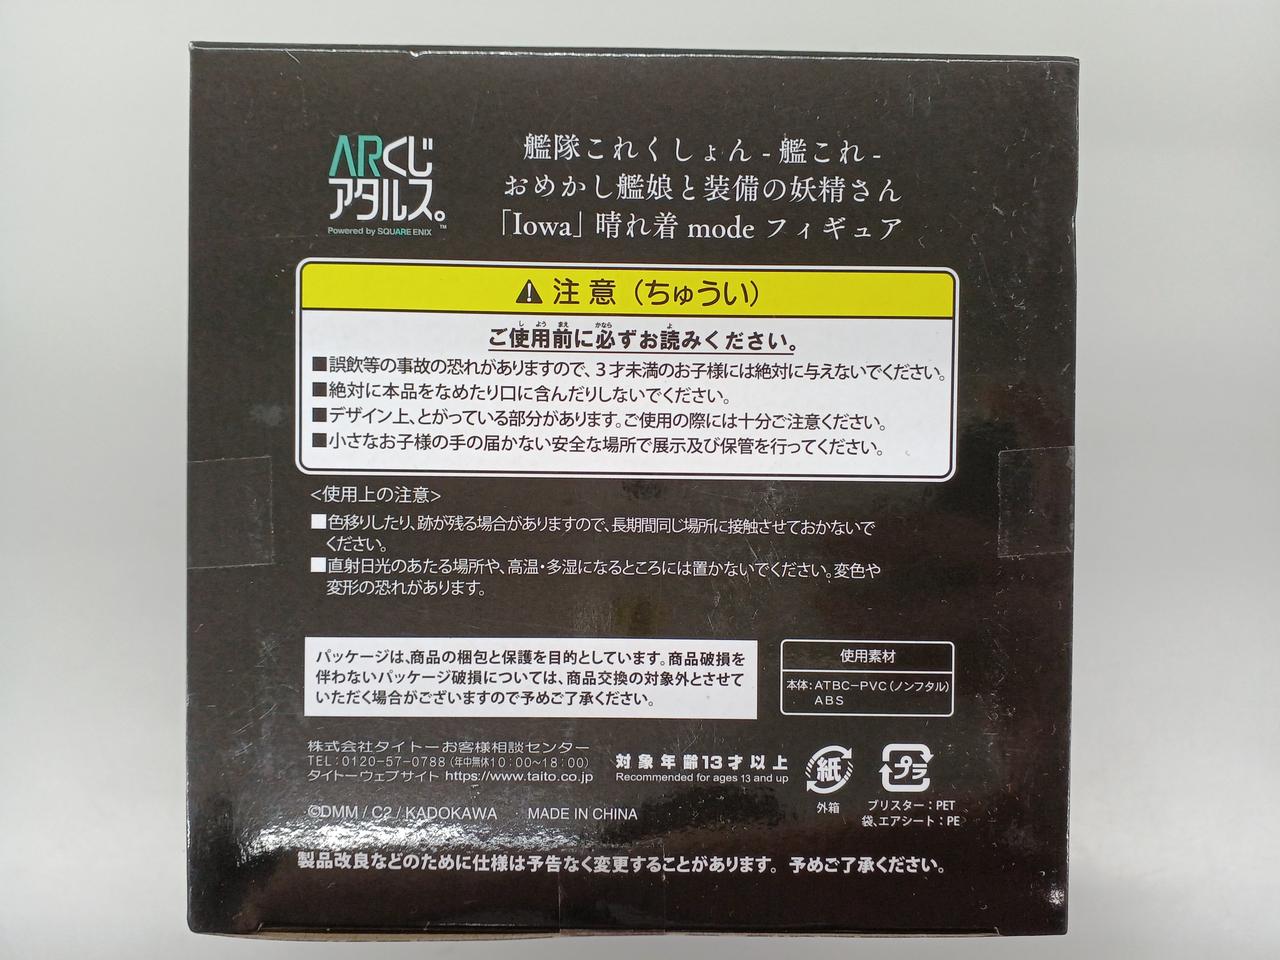 ARくじ
アタルス。
Powered by SQUARE ENIX
™
艦隊これくしょん - 艦これ -
おめかし艦娘と装備の妖精さん
「Iowa」晴れ着 mode フィギュア
注意（ちゅうい）
ご使用前に必ずお読みください。
■誤飲等の事故の恐れがありますので、3才未満のお子様には絶対に与えないでください。
■絶対に本品をなめたり口に含んだりしないでください。
■デザイン上、とがっている部分があります。ご使用の際には十分ご注意ください。
■小さなお子様の手の届かない安全な場所で展示及び保管を行ってください。
<使用上の注意>
■色移りしたり、跡が残る場合がありますので、長期間同じ場所に接触させておかないで
ください。
■直射日光のあたる場所や、高温・多湿になるところには置かないでください。変色や
変形の恐れがあります。
パッケージは、商品の梱包と保護を目的としています。商品破損を
伴わないパッケージ破損については、商品交換の対象外とさせて
いただく場合がございますので予めご了承ください。
使用素材
本体：ATBC-PVC（ノンフタル）
ABS
株式会社タイトーお客様相談センター
TEL：0120-57-0788（年中無休10：00～18：00）
タイトーウェブサイト https://www.taito.co.jp
対象年齢13才以上
Recommended for ages 13 and up
紙
外箱
プラ
ブリスター：PET
袋、エアシート：PE
©DMM / C2 / KADOKAWA MADE IN CHINA
製品改良などのために仕様は予告なく変更することがあります。予めご了承ください。